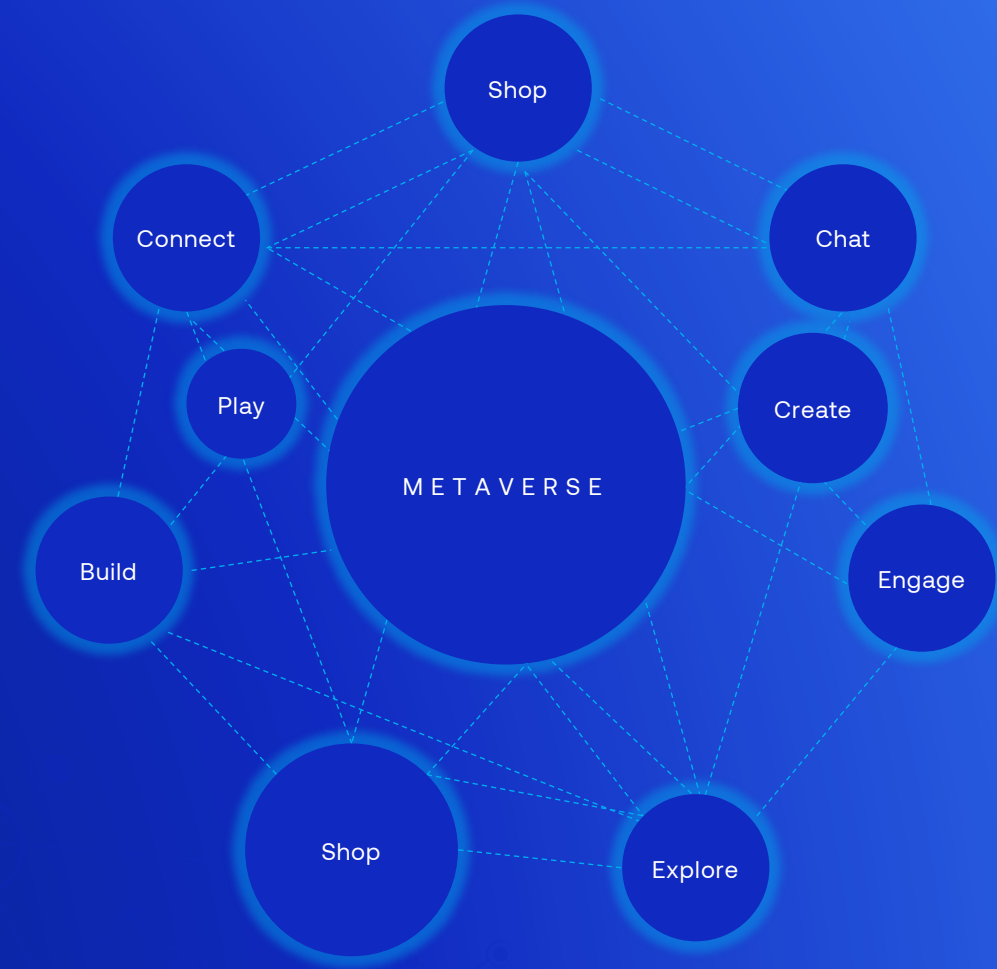 Shop
Connect
Chat
Play
Create
METAVERSE
Build
Engage
Shop
Explore